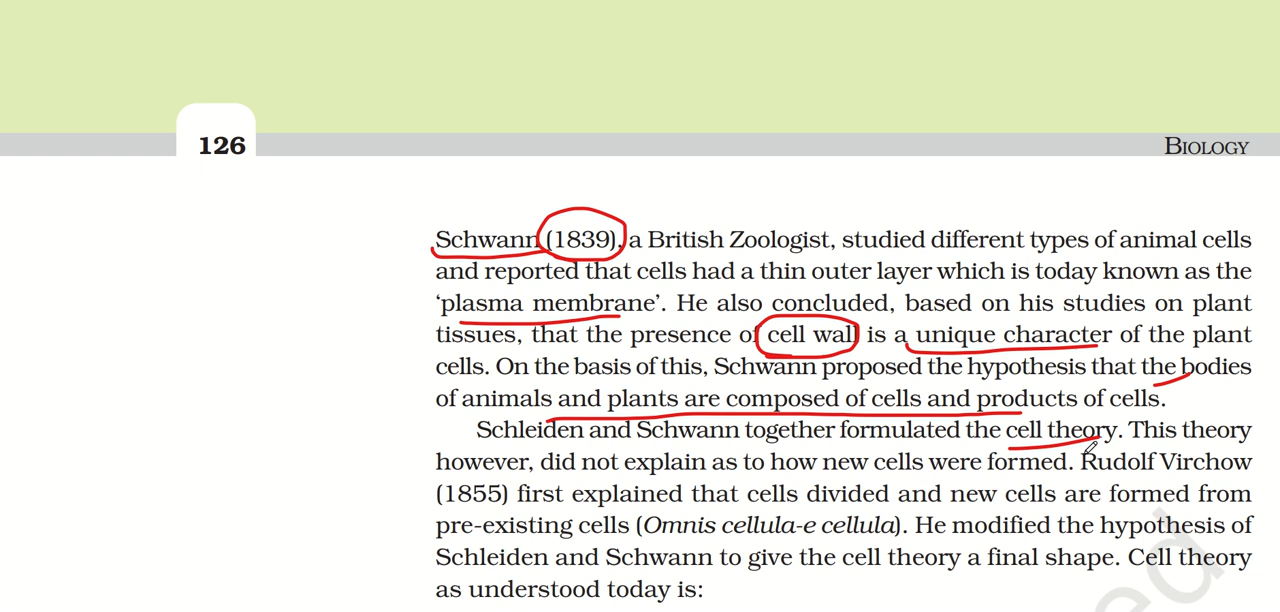 126
BIOLOGY
Schwann (1839), a British Zoologist, studied different types of animal cells
and reported that cells had a thin outer layer which is today known as the
‘plasma membrane’. He also concluded, based on his studies on plant
tissues, that the presence of cell wall is a unique character of the plant
cells. On the basis of this, Schwann proposed the hypothesis that the bodies
of animals and plants are composed of cells and products of cells.
Schleiden and Schwann together formulated the cell theory. This theory
however, did not explain as to how new cells were formed. Rudolf Virchow
(1855) first explained that cells divided and new cells are formed from
pre-existing cells (Omnis cellula-e cellula). He modified the hypothesis of
Schleiden and Schwann to give the cell theory a final shape. Cell theory
as understood today is: